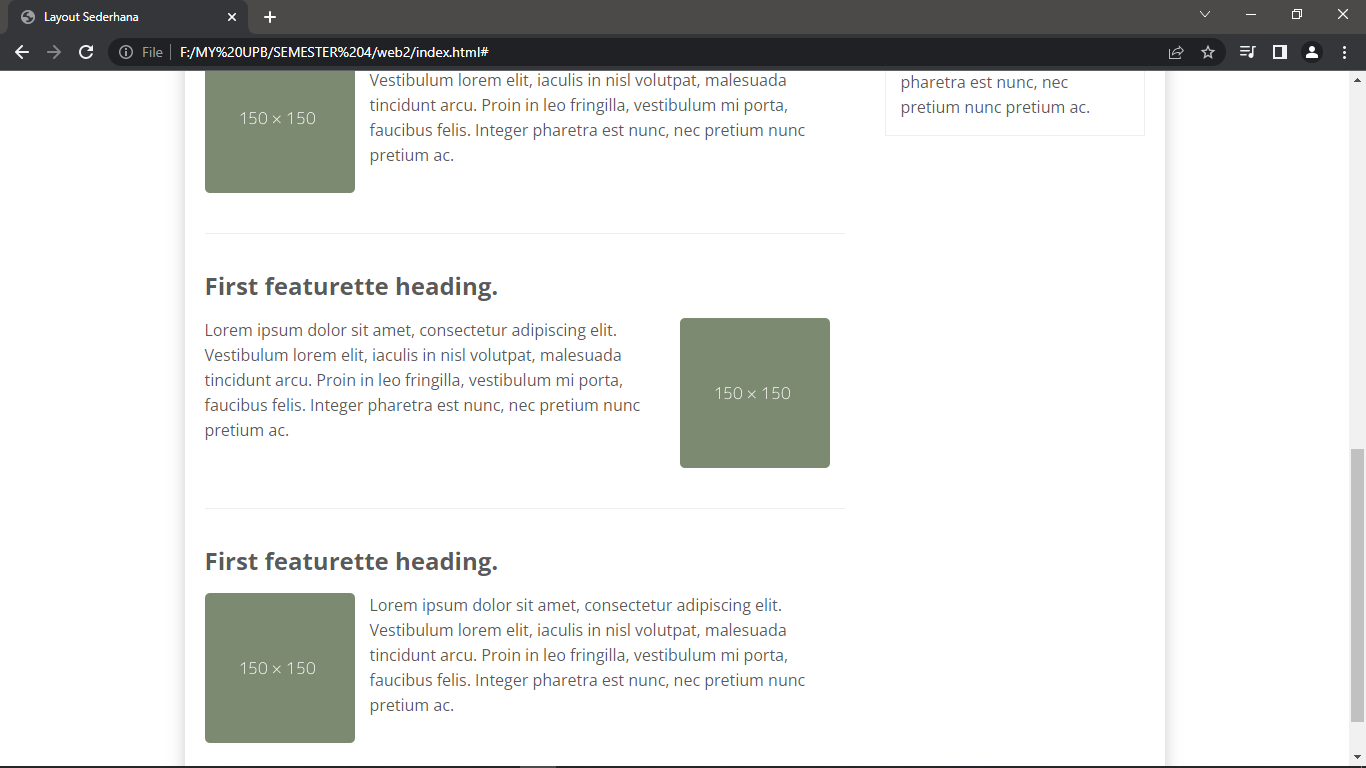 Layout Sederhana
File
F:/MY%20UPB/SEMESTER%204/web2/index.html#
150 × 150
Vestibulum lorem elit, iaculis in nisl volutpat, malesuada
tincidunt arcu. Proin in leo fringilla, vestibulum mi porta,
faucibus felis. Integer pharetra est nunc, nec pretium nunc
pretium ac.
pharetra est nunc, nec
pretium nunc pretium ac.
First featurette heading.
Lorem ipsum dolor sit amet, consectetur adipiscing elit.
Vestibulum lorem elit, iaculis in nisl volutpat, malesuada
tincidunt arcu. Proin in leo fringilla, vestibulum mi porta,
faucibus felis. Integer pharetra est nunc, nec pretium nunc
pretium ac.
150 × 150
First featurette heading.
150 × 150
Lorem ipsum dolor sit amet, consectetur adipiscing elit.
Vestibulum lorem elit, iaculis in nisl volutpat, malesuada
tincidunt arcu. Proin in leo fringilla, vestibulum mi porta,
faucibus felis. Integer pharetra est nunc, nec pretium nunc
pretium ac.